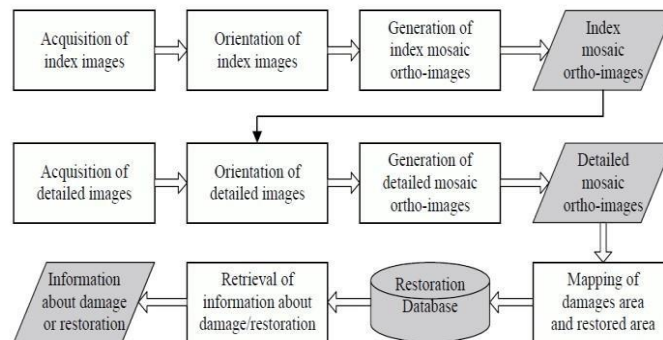 Acquisition of
index images
Orientation of
index images
Generation of
index mosaic
ortho-images
Index
mosaic
ortho-images
Acquisition of
detailed images
Orientation of
detailed images
Generation of
detailed mosaic
ortho-images
Detailed
mosaic
ortho-images
Information
about damage
or restoration
Retrieval of
information about
damage/restoration
Restoration
Database
Mapping of
damages area
and restored area